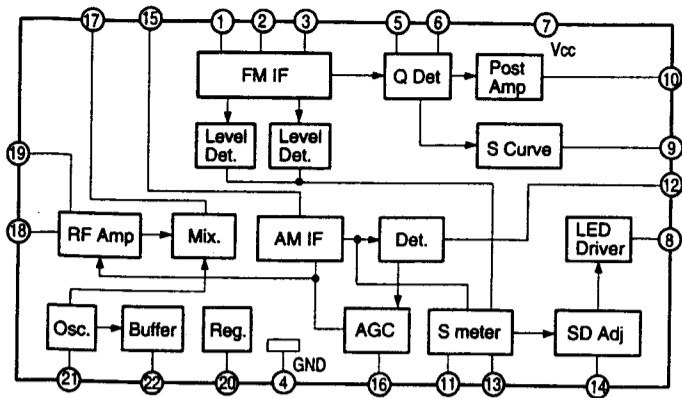 17 15 1 2 3 5 6 7
Vcc
FM IF Q Det Post
Amp
10
Level
Det.
Level
Det.
S Curve 9
19
12
18 RF Amp Mix. AM IF Det. LED
Driver 8
Osc. Buffer Reg. AGC S meter SD Adj
GND
21 22 20 4 16 11 13 14